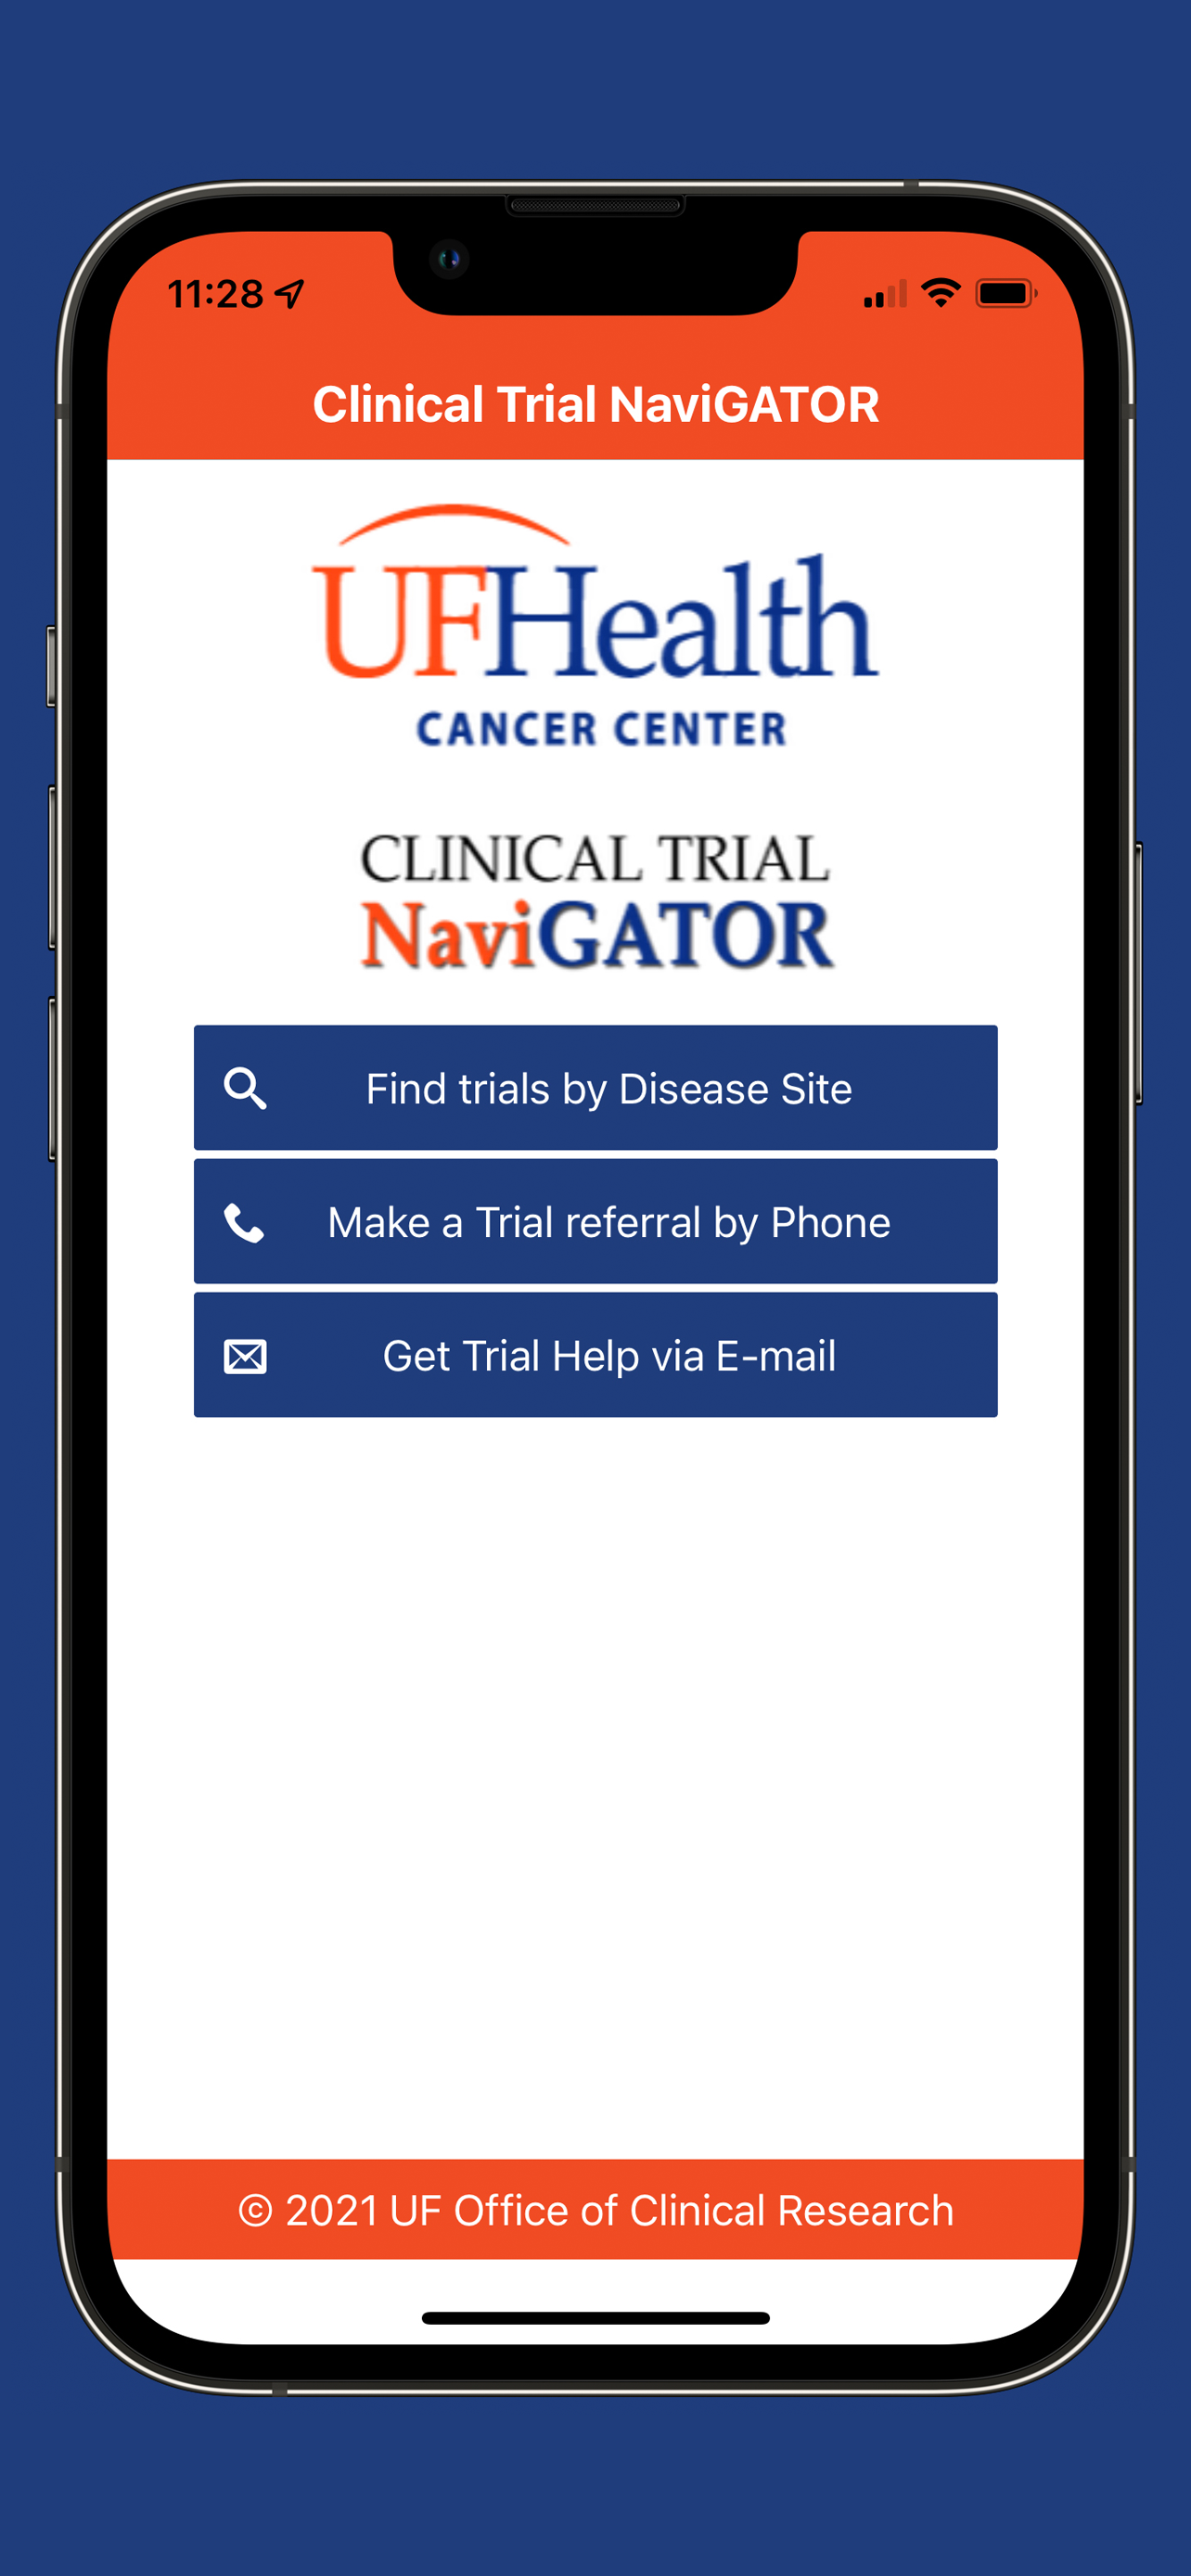 11:28
Clinical Trial NaviGATOR
UFHealth
CANCER CENTER
CLINICAL TRIAL
NaviGATOR
Find trials by Disease Site
Make a Trial referral by Phone
Get Trial Help via E-mail
© 2021 UF Office of Clinical Research